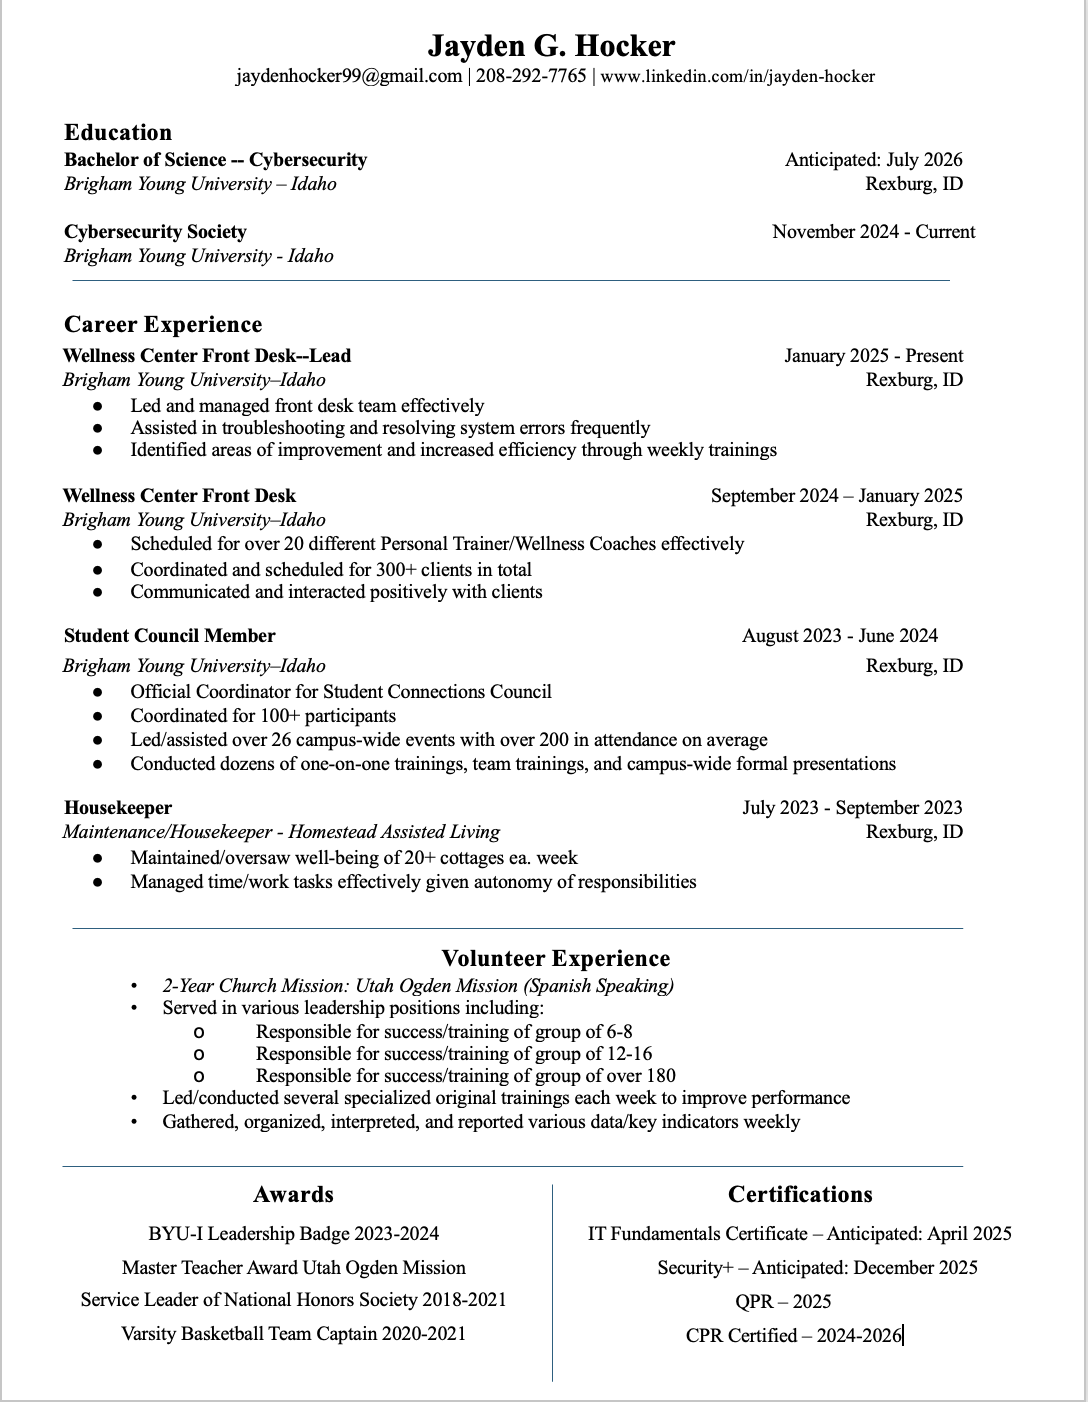 Jayden G. Hocker
jaydenhocker99@gmail.com | 208-292-7765 | www.linkedin.com/in/jayden-hocker
Education
Bachelor of Science -- Cybersecurity Anticipated: July 2026
Brigham Young University – Idaho Rexburg, ID
Cybersecurity Society November 2024 - Current
Brigham Young University - Idaho
Career Experience
Wellness Center Front Desk--Lead January 2025 - Present
Brigham Young University–Idaho Rexburg, ID
● Led and managed front desk team effectively
● Assisted in troubleshooting and resolving system errors frequently
● Identified areas of improvement and increased efficiency through weekly trainings
Wellness Center Front Desk September 2024 – January 2025
Brigham Young University–Idaho Rexburg, ID
● Scheduled for over 20 different Personal Trainer/Wellness Coaches effectively
● Coordinated and scheduled for 300+ clients in total
● Communicated and interacted positively with clients
Student Council Member August 2023 - June 2024
Brigham Young University–Idaho Rexburg, ID
● Official Coordinator for Student Connections Council
● Coordinated for 100+ participants
● Led/assisted over 26 campus-wide events with over 200 in attendance on average
● Conducted dozens of one-on-one trainings, team trainings, and campus-wide formal presentations
Housekeeper July 2023 - September 2023
Maintenance/Housekeeper - Homestead Assisted Living Rexburg, ID
● Maintained/oversaw well-being of 20+ cottages ea. week
● Managed time/work tasks effectively given autonomy of responsibilities
Volunteer Experience
• 2-Year Church Mission: Utah Ogden Mission (Spanish Speaking)
• Served in various leadership positions including:
o Responsible for success/training of group of 6-8
o Responsible for success/training of group of 12-16
o Responsible for success/training of group of over 180
• Led/conducted several specialized original trainings each week to improve performance
• Gathered, organized, interpreted, and reported various data/key indicators weekly
Awards
BYU-I Leadership Badge 2023-2024
Master Teacher Award Utah Ogden Mission
Service Leader of National Honors Society 2018-2021
Varsity Basketball Team Captain 2020-2021
Certifications
IT Fundamentals Certificate – Anticipated: April 2025
Security+ – Anticipated: December 2025
QPR – 2025
CPR Certified – 2024-2026